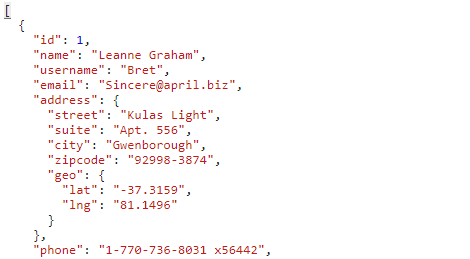 [
  {
    "id": 1,
    "name": "Leanne Graham",
    "username": "Bret",
    "email": "Sincere@april.biz",
    "address": {
      "street": "Kulas Light",
      "suite": "Apt. 556",
      "city": "Gwenborough",
      "zipcode": "92998-3874",
      "geo": {
        "lat": "-37.3159",
        "lng": "81.1496"
      }
    },
    "phone": "1-770-736-8031 x56442",